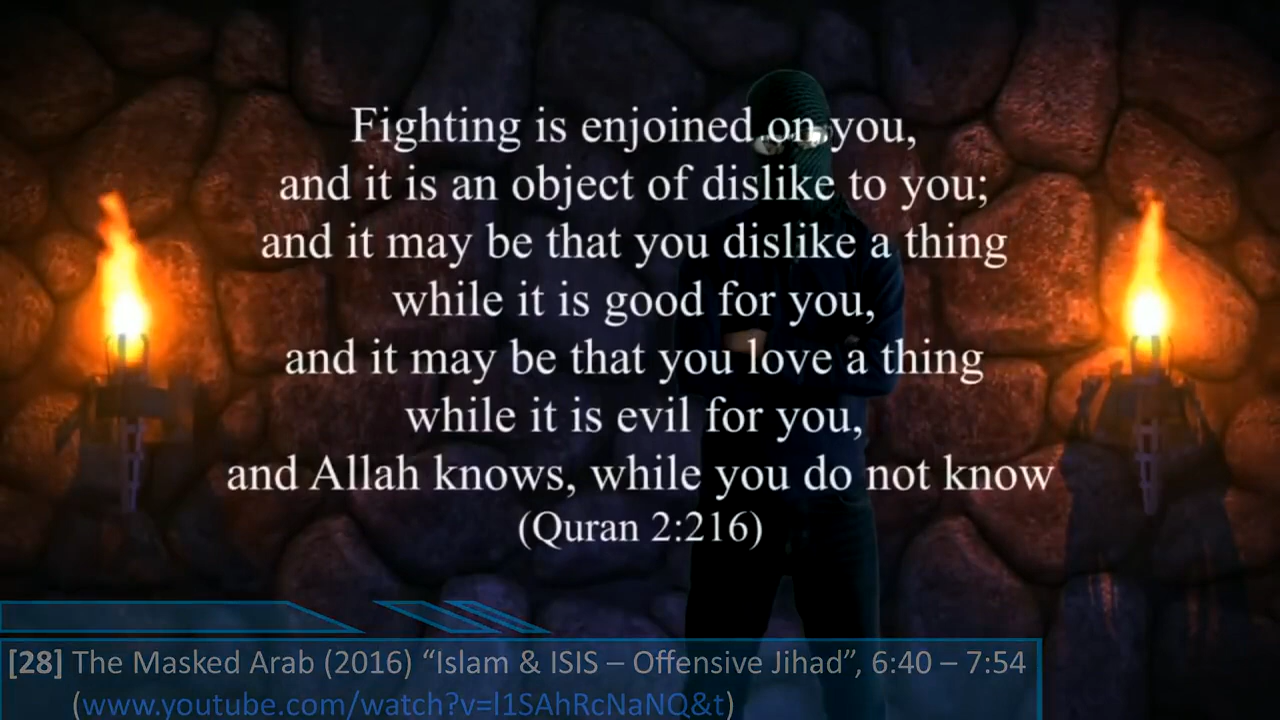 Fighting is enjoined on you,
and it is an object of dislike to you;
and it may be that you dislike a thing
while it is good for you,
and it may be that you love a thing
while it is evil for you,
and Allah knows, while you do not know
(Quran 2:216)
[28] The Masked Arab (2016) “Islam & ISIS – Offensive Jihad”, 6:40 – 7:54
(www.youtube.com/watch?v=l1SAhRcNaNQ&t)